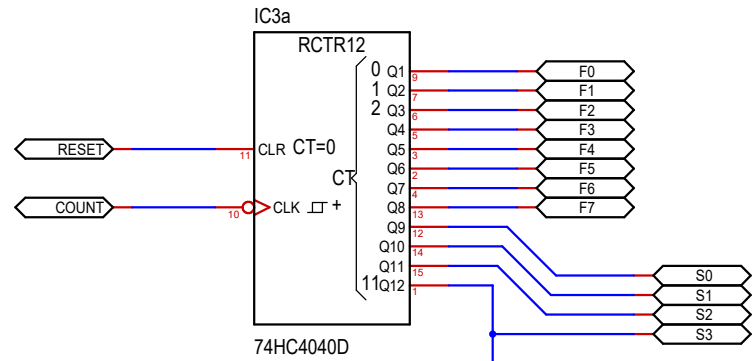 IC3a
RCTR12
0 Q1 9 F0
1 Q2 7 F1
2 Q3 6 F2
Q4 5 F3
RESET 11 CLR CT=0 Q5 3 F4
CT Q6 2 F5
Q7 4 F6
COUNT 10 CLK + Q8 13 F7
Q9 12
Q10 14 S0
Q11 15 S1
11 Q12 1 S2
S3
74HC4040D